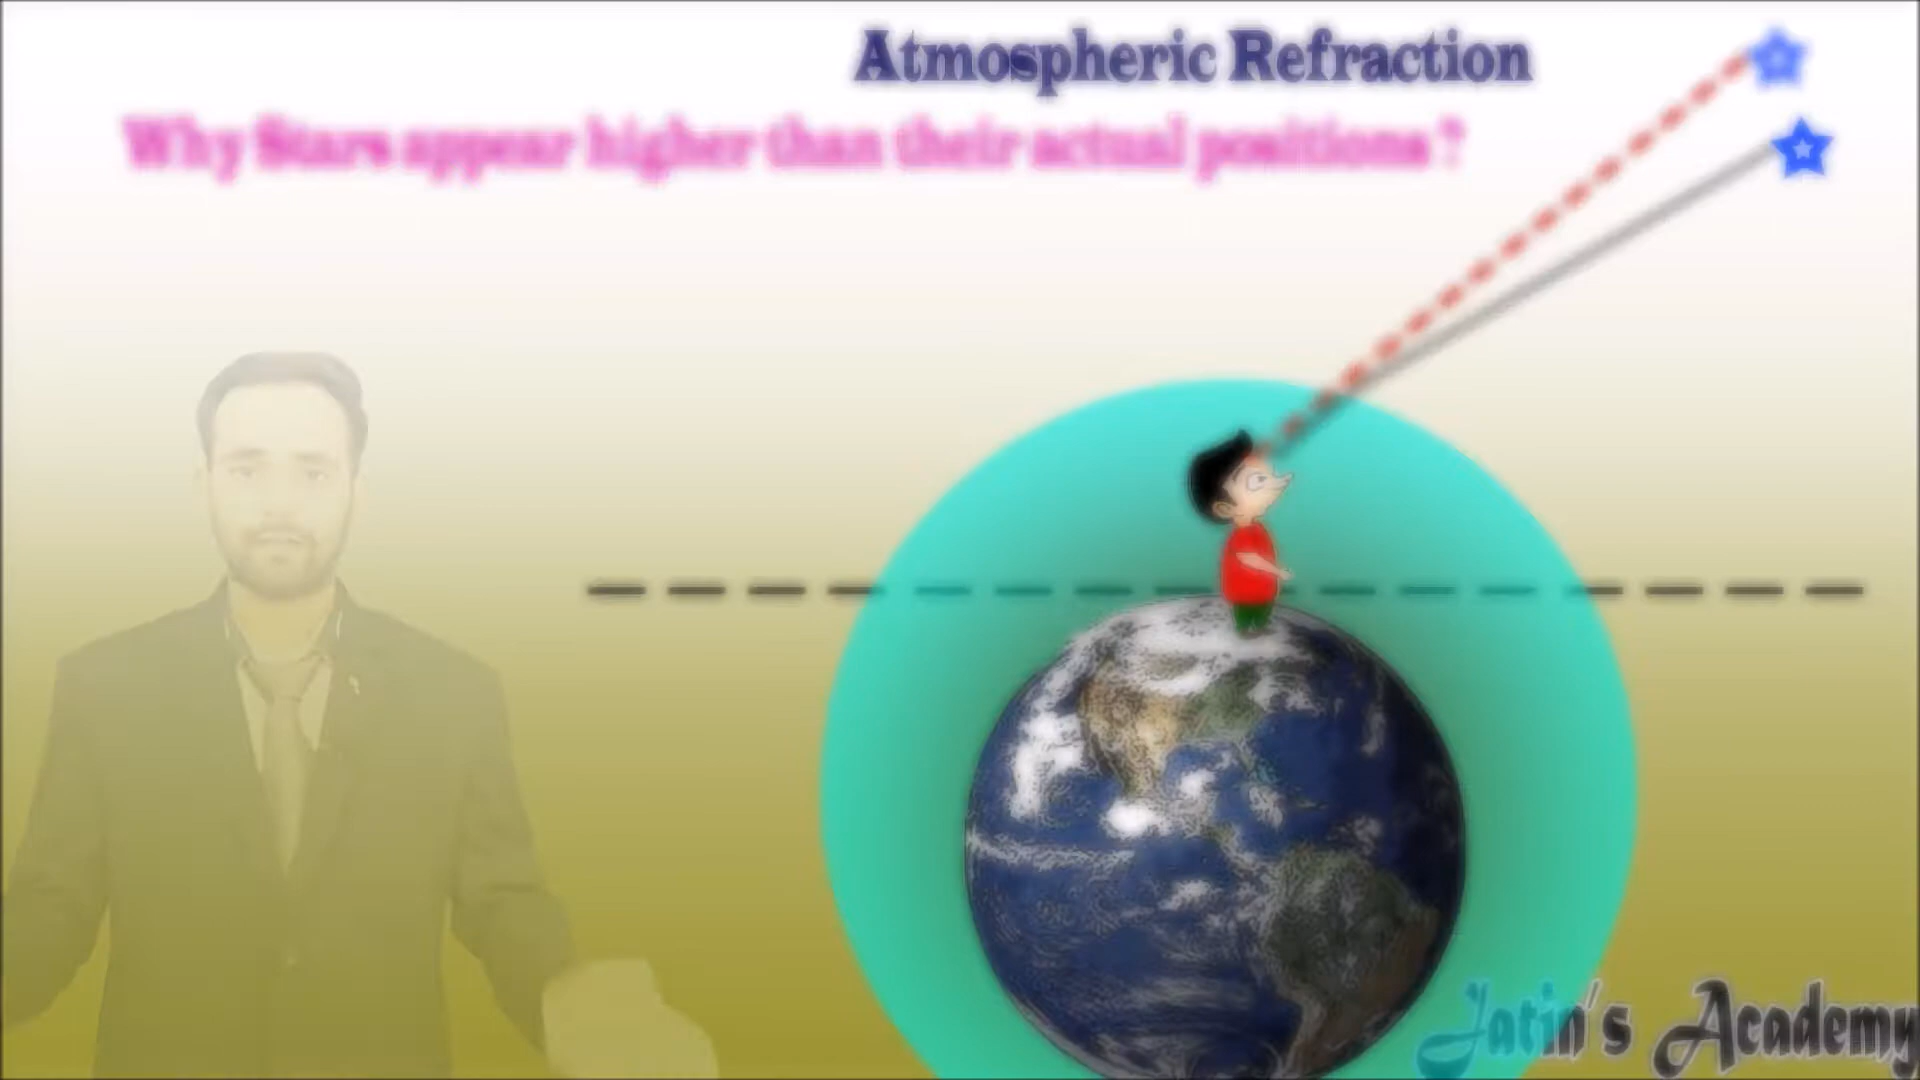 Atmospheric Refraction
Why Stars appear higher than their actual positions?
Jatin's Academy